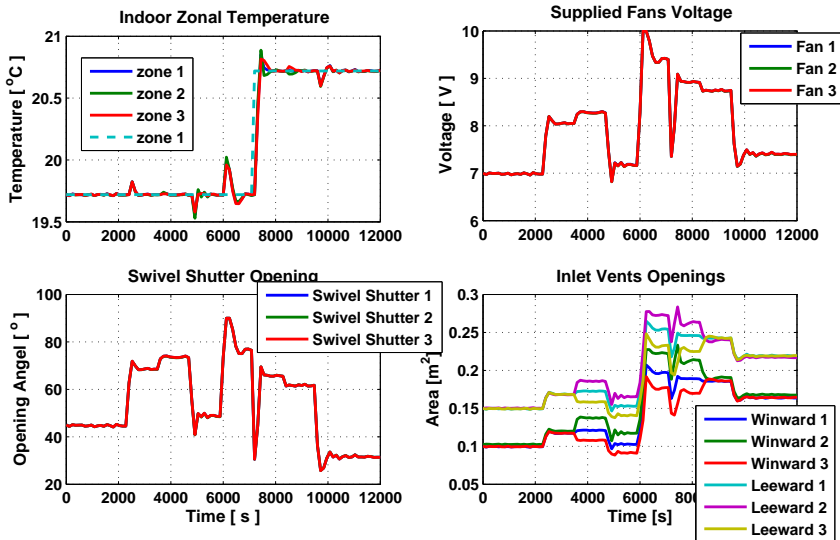 Indoor Zonal Temperature
Temperature [ °C]
21
20.5
20
19.5
zone 1
zone 2
zone 3
zone 1
0 2000 4000 6000 8000 10000 12000
Supplied Fans Voltage
Voltage [ V]
10
9
8
7
6
Fan 1
Fan 2
Fan 3
0 2000 4000 6000 8000 10000 12000
Swivel Shutter Opening
Opening Angel [ °]
100
80
60
40
20
Swivel Shutter 1
Swivel Shutter 2
Swivel Shutter 3
0 2000 4000 6000 8000 10000 12000
Time [ s ]
Inlet Vents Openings
Area [m²]
0.3
0.25
0.2
0.15
0.1
0.05
Winward 1
Winward 2
Winward 3
Leeward 1
Leeward 2
Leeward 3
0 2000 4000 6000
Time [s]